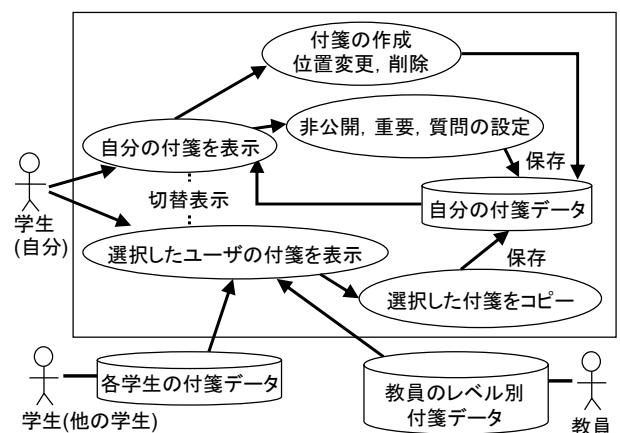 付箋の作成
位置変更，削除
非公開，重要，質問の設定
自分の付箋を表示
保存
学生
(自分)
切替表示
自分の付箋データ
選択したユーザの付箋を表示
保存
選択した付箋をコピー
各学生の付箋データ
教員のレベル別
付箋データ
学生(他の学生)
教員